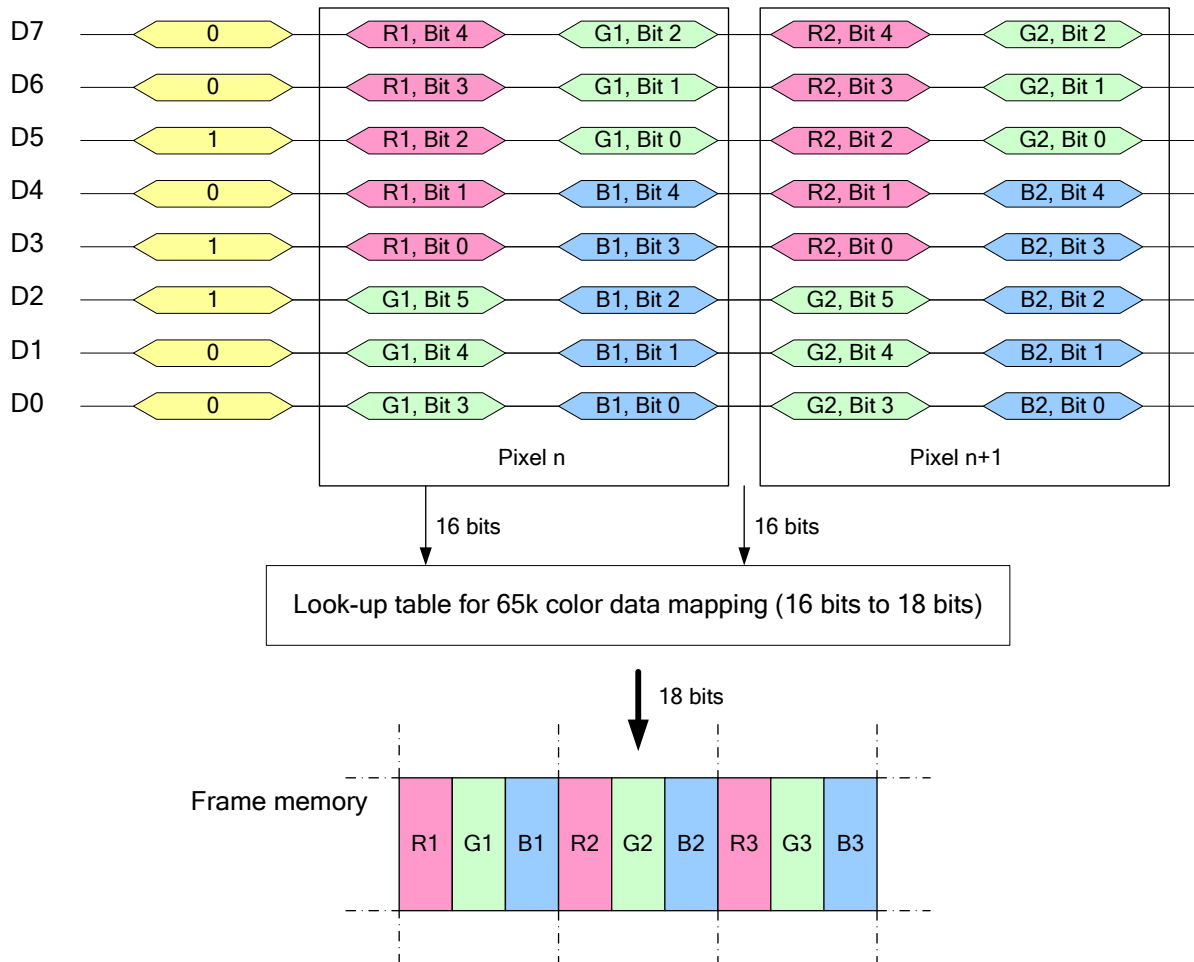 D7 0 R1, Bit 4 G1, Bit 2 R2, Bit 4 G2, Bit 2
D6 0 R1, Bit 3 G1, Bit 1 R2, Bit 3 G2, Bit 1
D5 1 R1, Bit 2 G1, Bit 0 R2, Bit 2 G2, Bit 0
D4 0 R1, Bit 1 B1, Bit 4 R2, Bit 1 B2, Bit 4
D3 1 R1, Bit 0 B1, Bit 3 R2, Bit 0 B2, Bit 3
D2 1 G1, Bit 5 B1, Bit 2 G2, Bit 5 B2, Bit 2
D1 0 G1, Bit 4 B1, Bit 1 G2, Bit 4 B2, Bit 1
D0 0 G1, Bit 3 B1, Bit 0 G2, Bit 3 B2, Bit 0
Pixel n Pixel n+1
16 bits 16 bits
Look-up table for 65k color data mapping (16 bits to 18 bits)
18 bits
Frame memory
R1 G1 B1 R2 G2 B2 R3 G3 B3